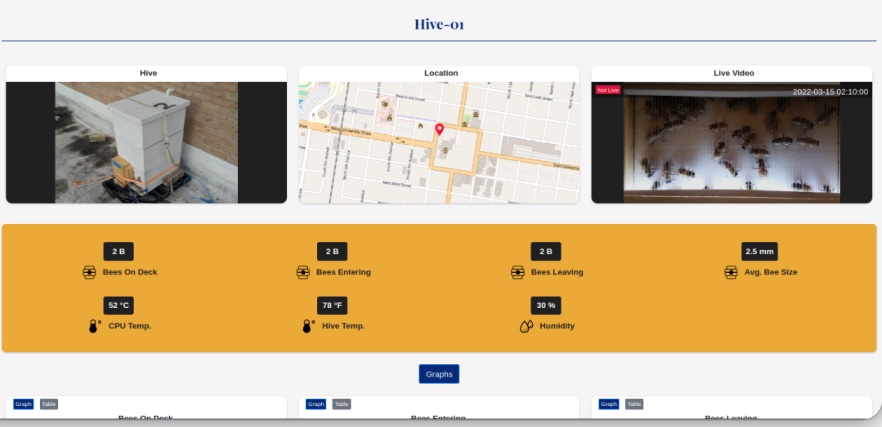 Hive-01
Hive
Location
Live Video
Not Live
2022-03-15 02:10:00
2 B
2 B
2 B
2.5 mm
Bees On Deck
Bees Entering
Bees Leaving
Avg. Bee Size
52 °C
78 °F
30 %
CPU Temp.
Hive Temp.
Humidity
Graphs
Graph Table
Graph Table
Graph Table
Bees On Deck
Bees Entering
Bees Leaving